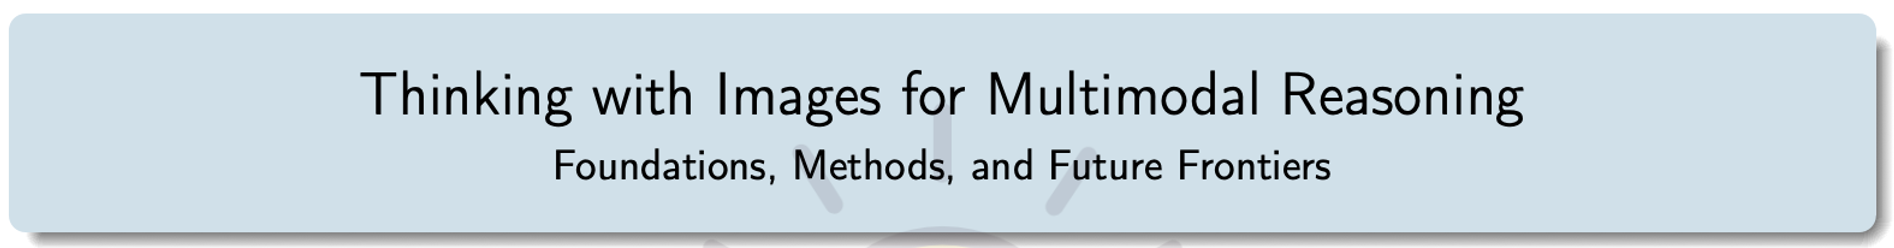 Thinking with Images for Multimodal Reasoning
Foundations, Methods, and Future Frontiers